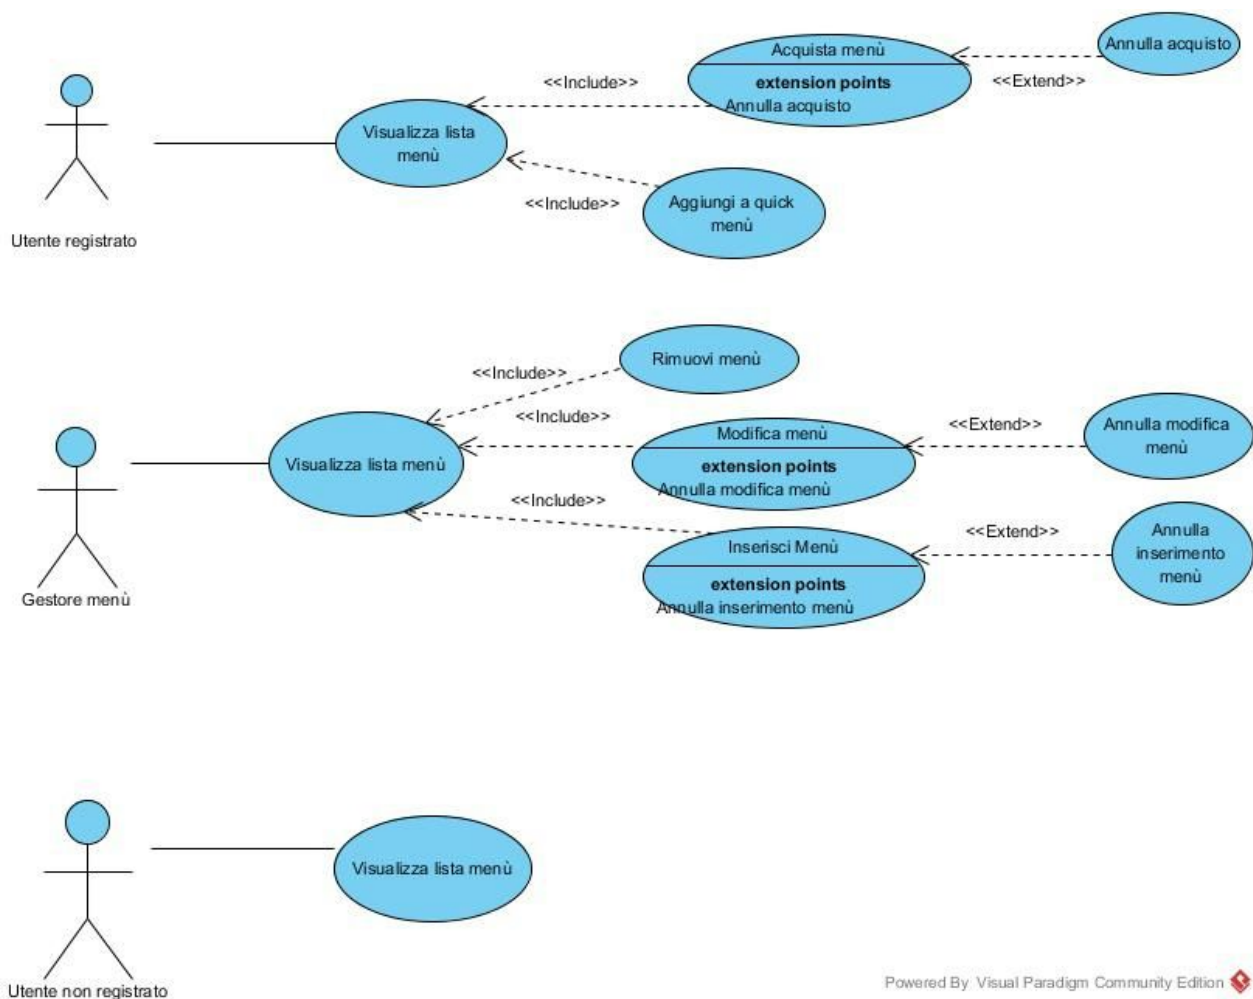 Acquista menù
extension points
Annulla acquisto
Annulla acquisto
<<Extend>>
<<Include>>
Visualizza lista
menù
<<Include>>
Aggiungi a quick
menù
Utente registrato
Rimuovi menù
<<Include>>
<<Include>>
Modifica menù
extension points
Annulla modifica menù
<<Extend>>
Annulla modifica
menù
Visualizza lista menù
<<Include>>
Inserisci Menù
extension points
Annulla inserimento menù
<<Extend>>
Annulla
inserimento
menù
Gestore menù
Visualizza lista menù
Utente non registrato
Powered By Visual Paradigm Community Edition